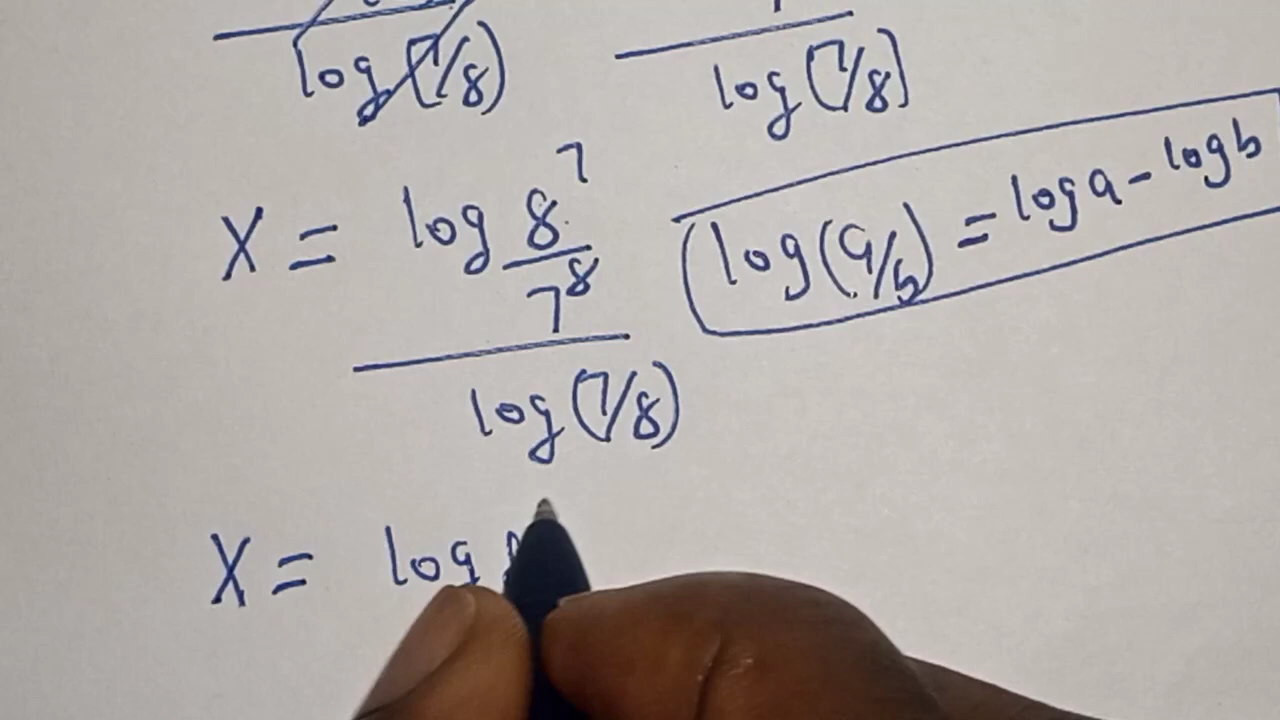 log (7/8) log (7/8)
X = log 8^7/7^8 / log (7/8)
log (a/b) = log a - log b
X = log